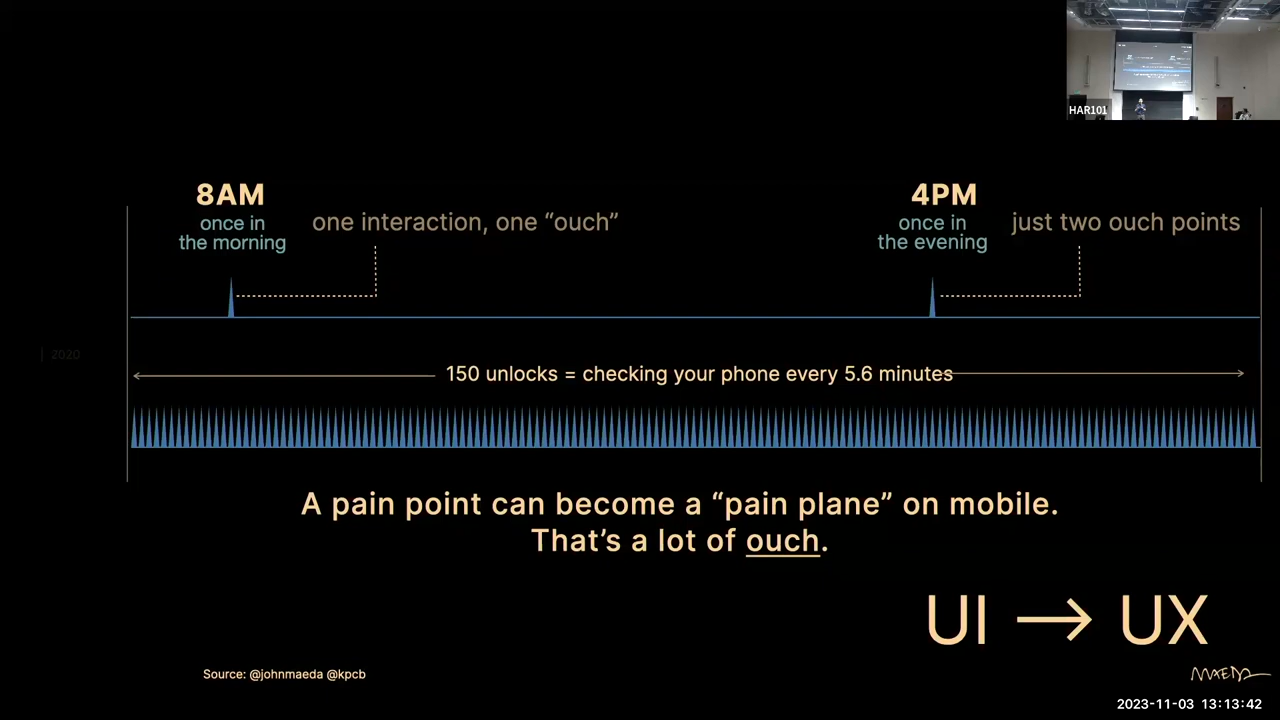 HAR101
8AM
once in
the morning
one interaction, one “ouch”
4PM
once in
the evening
just two ouch points
| 2020
150 unlocks = checking your phone every 5.6 minutes
A pain point can become a “pain plane” on mobile.
That’s a lot of ouch.
UI → UX
Source: @johnmaeda @kpcb
MAEDA
2023-11-03 13:13:42